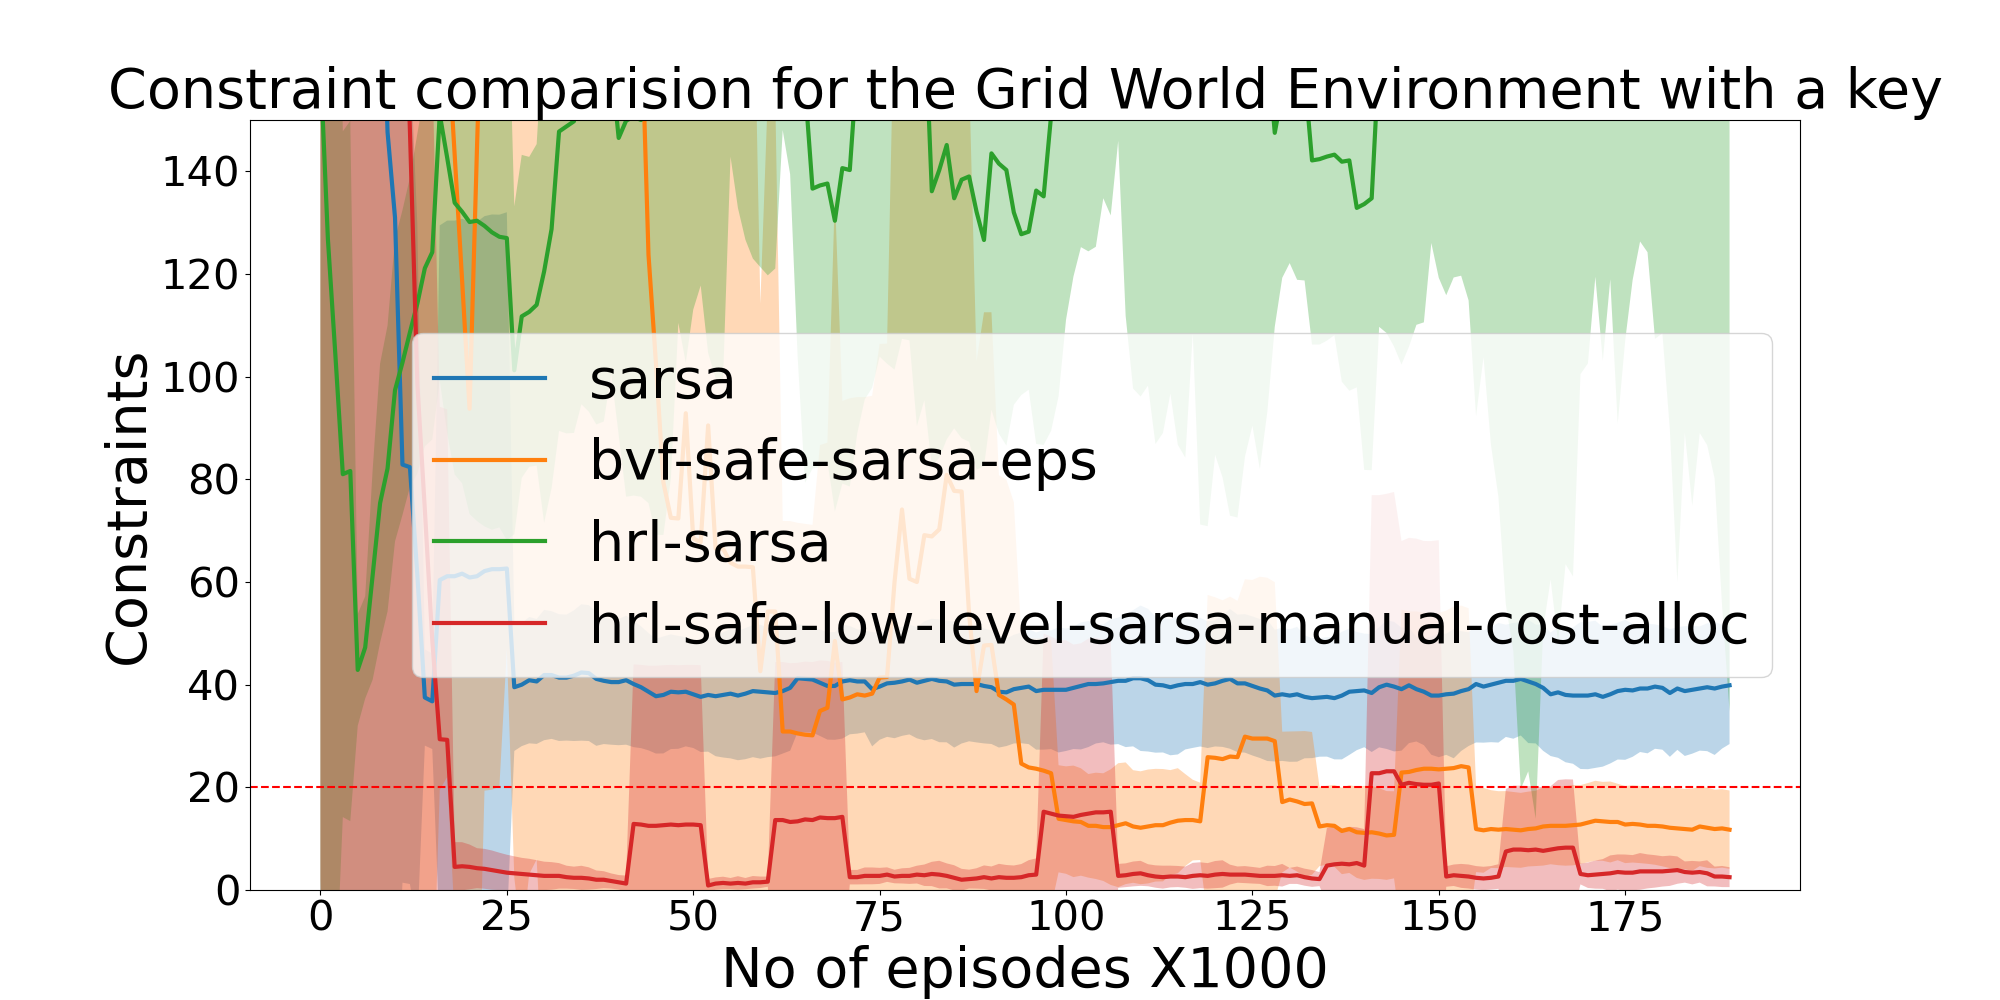 Constraint comparision for the Grid World Environment with a key
Constraints
140
120
100
80
60
40
20
0
sarsa
bvf-safe-sarsa-eps
hrl-sarsa
hrl-safe-low-level-sarsa-manual-cost-alloc
0 25 50 75 100 125 150 175
No of episodes X1000